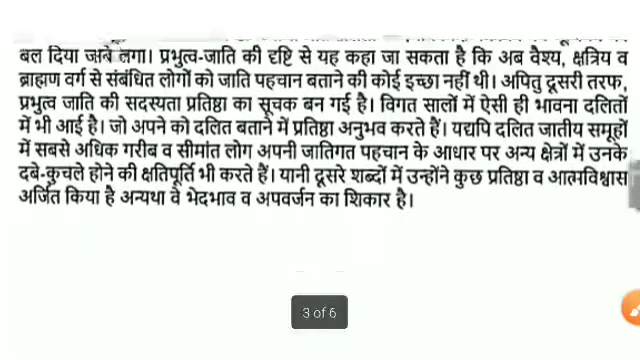 बल दिया जाने लगा। प्रभुत्व-जाति की दृष्टि से यह कहा जा सकता है कि अब वैश्य, क्षत्रिय व
ब्राह्मण वर्ग से संबंधित लोगों को जाति पहचान बताने की कोई इच्छा नहीं थी। अपितु दूसरी तरफ,
प्रभुत्व जाति की सदस्यता प्रतिष्ठा का सूचक बन गई है। विगत सालों में ऐसी ही भावना दलितों
में भी आई है। जो अपने को दलित बताने में प्रतिष्ठा अनुभव करते हैं। यद्यपि दलित जातीय समूहों
में सबसे अधिक गरीब व सीमांत लोग अपनी जातिगत पहचान के आधार पर अन्य क्षेत्रों में उनके
दबे-कुचले होने की क्षतिपूर्ति भी करते हैं। यानी दूसरे शब्दों में उन्होंने कुछ प्रतिष्ठा व आत्मविश्वास
अर्जित किया है अन्यथा वे भेदभाव व अपवर्जन का शिकार है।
3 of 6